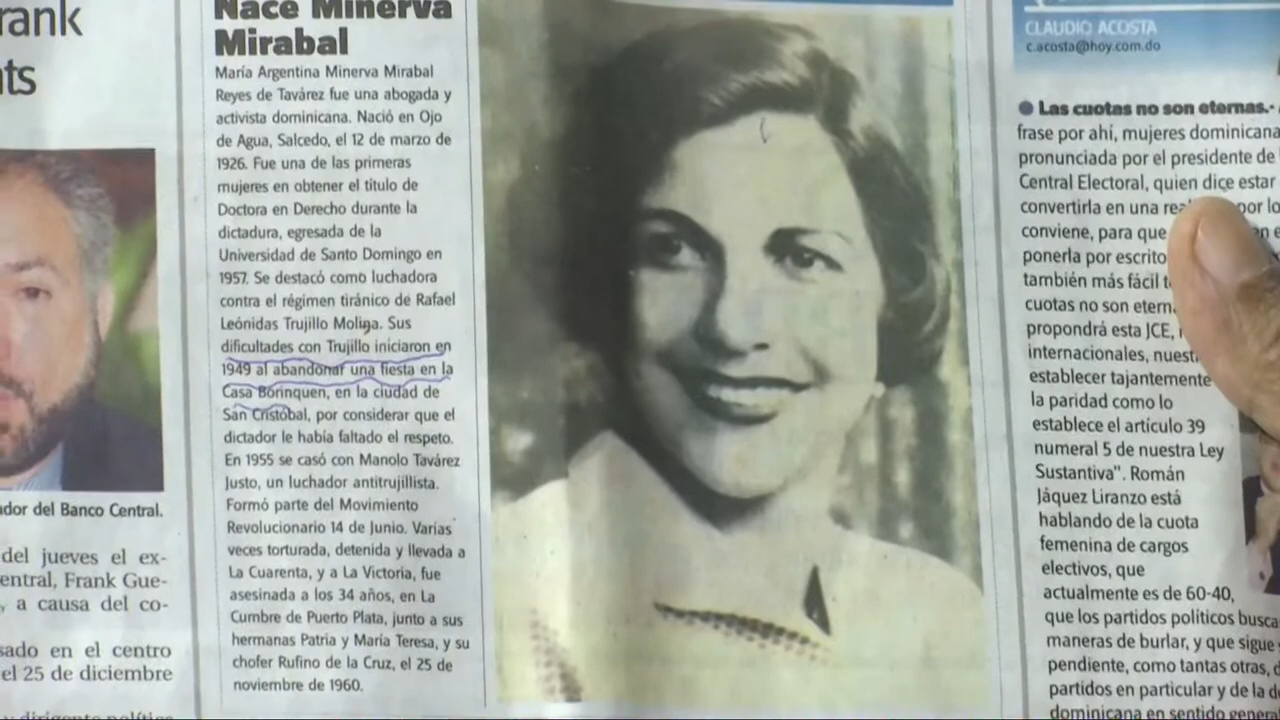 rank
nts
ador del Banco Central.
del jueves el ex-
entral, Frank Gue-
, a causa del co-
sado en el centro
el 25 de diciembre
y dirigente político
Nace Minerva
Mirabal
María Argentina Minerva Mirabal
Reyes de Tavárez fue una abogada y
activista dominicana. Nació en Ojo
de Agua, Salcedo, el 12 de marzo de
1926. Fue una de las primeras
mujeres en obtener el título de
Doctora en Derecho durante la
dictadura, egresada de la
Universidad de Santo Domingo en
1957. Se destacó como luchadora
contra el régimen tiránico de Rafael
Leónidas Trujillo Molina. Sus
dificultades con Trujillo iniciaron en
1949 al abandonar una fiesta en la
Casa Borinquen, en la ciudad de
San Cristóbal, por considerar que el
dictador le había faltado el respeto.
En 1955 se casó con Manolo Tavárez
Justo, un luchador antitrujillista.
Formó parte del Movimiento
Revolucionario 14 de Junio. Varias
veces torturada, detenida y llevada a
La Cuarenta, y a La Victoria, fue
asesinada a los 34 años, en La
Cumbre de Puerto Plata, junto a sus
hermanas Patria y María Teresa, y su
chofer Rufino de la Cruz, el 25 de
noviembre de 1960.
CLAUDIO ACOSTA
c.acosta@hoy.com.do
Las cuotas no son eternas.-
frase por ahí, mujeres dominicana
pronunciada por el presidente de
Central Electoral, quien dice estar
convertirla en una por lo
conviene, para que en e
ponerla por escrito
también más fácil
cuotas no son etern
propondrá esta JCE,
internacionales, nuest
establecer tajantemente
la paridad como lo
establece el artículo 39
numeral 5 de nuestra Ley
Sustantiva". Román
Jáquez Liranzo está
hablando de la cuota
femenina de cargos
electivos, que
actualmente es de 60-40,
que los partidos políticos busca
maneras de burlar, y que sigue
pendiente, como tantas otras, d
partidos en particular y de la de
dominicana en sentido genera